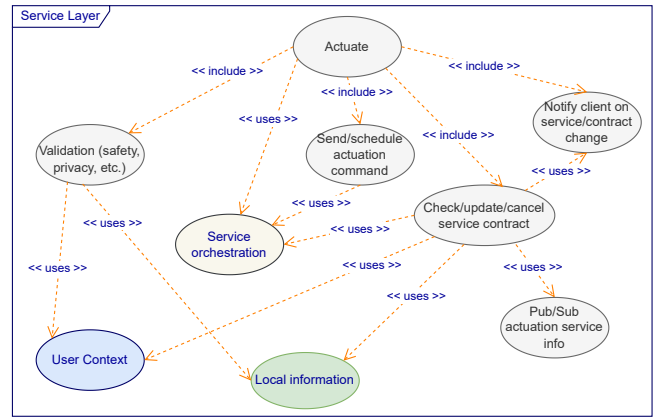 Service Layer
Actuate
<< include >>
<< include >>
<< include >>
<< uses >>
<< include >>
Notify client on
service/contract
change
Validation (safety,
privacy, etc.)
Send/schedule
actuation
command
<< uses >>
<< uses >>
<< uses >>
Check/update/cancel
service contract
<< uses >>
Service
orchestration
<< uses >>
<< uses >>
<< uses >>
<< uses >>
<< uses >>
Pub/Sub
actuation service
info
User Context
Local information